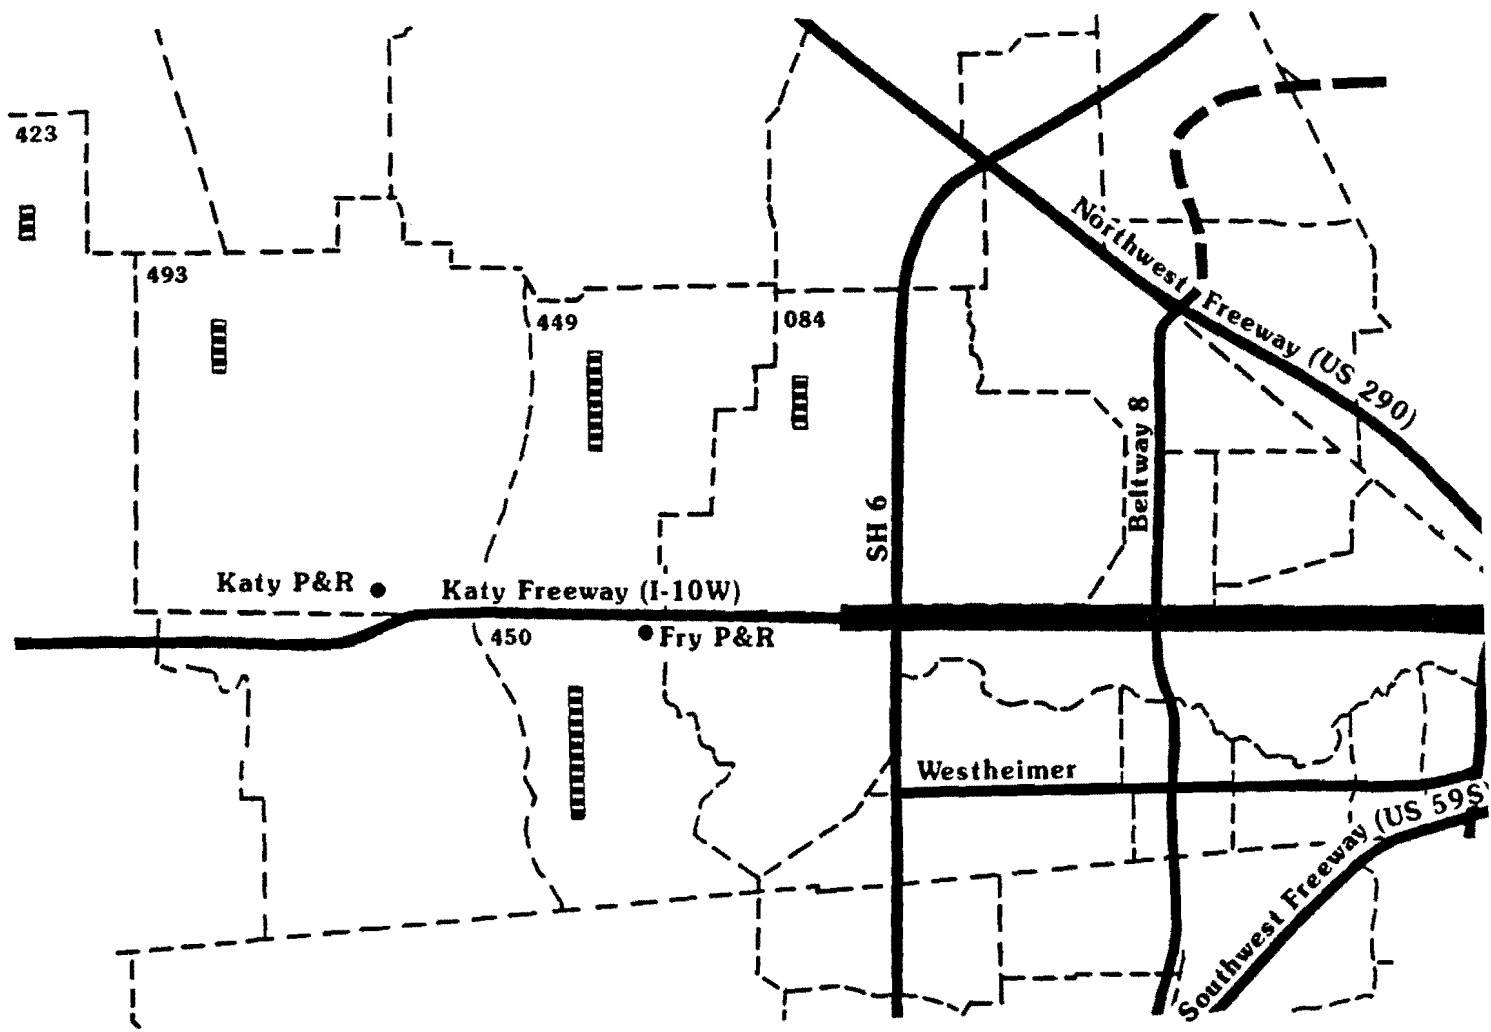 423
493
449
084
Northwest Freeway (US 290)
Beltway 8
SH 6
Katy P&R
Katy Freeway (I-10W)
450
Fry P&R
Westheimer
Southwest Freeway (US 59S)